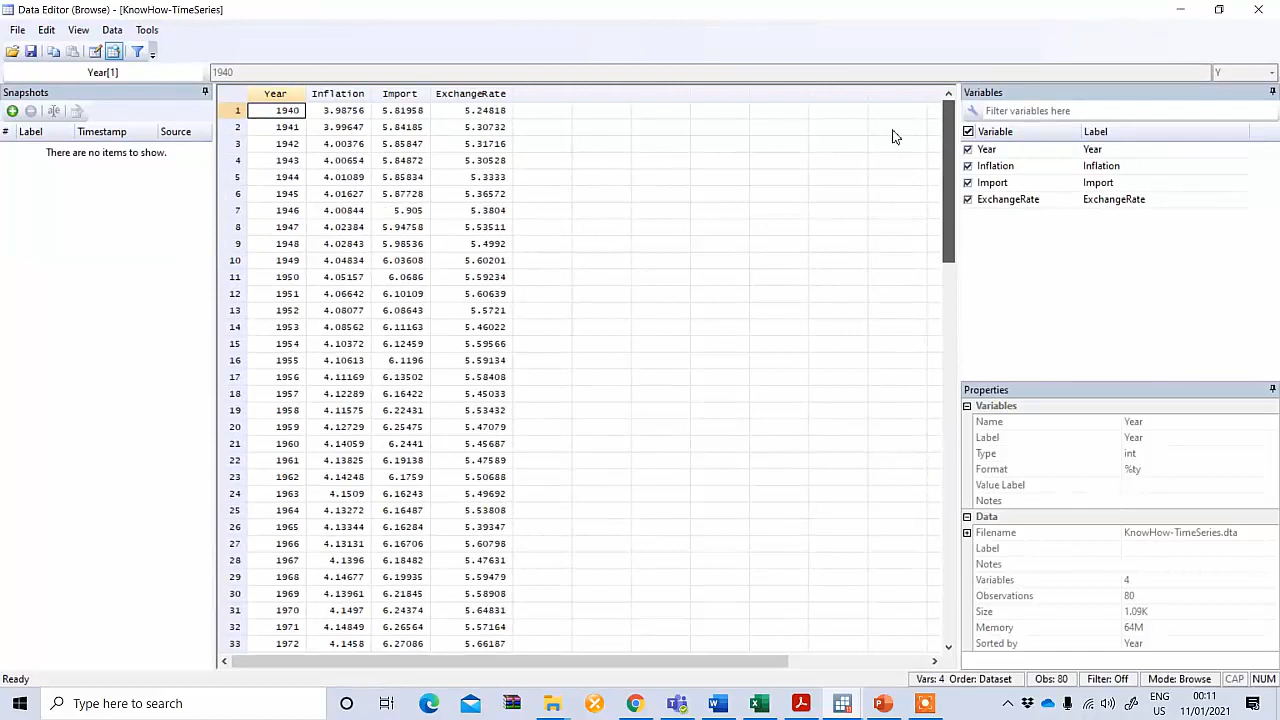 Data Editor (Browse) - [KnowHow-TimeSeries]
File Edit View Data Tools
Year[1] 1940 Y
Snapshots
# Label Timestamp Source
There are no items to show.
Year Inflation Import ExchangeRate
1 1940 3.98756 5.81958 5.24818
2 1941 3.99647 5.84185 5.30732
3 1942 4.00376 5.85847 5.31716
4 1943 4.00654 5.84872 5.30528
5 1944 4.01089 5.85834 5.3333
6 1945 4.01627 5.87728 5.36572
7 1946 4.00844 5.905 5.3804
8 1947 4.02384 5.94758 5.53511
9 1948 4.02843 5.98536 5.4992
10 1949 4.04834 6.03608 5.60201
11 1950 4.05157 6.0686 5.59234
12 1951 4.06642 6.10109 5.60639
13 1952 4.08077 6.08643 5.5721
14 1953 4.08562 6.11163 5.46022
15 1954 4.10372 6.12459 5.59566
16 1955 4.10613 6.1196 5.59134
17 1956 4.11169 6.13502 5.58408
18 1957 4.12289 6.16422 5.45033
19 1958 4.11575 6.22431 5.53432
20 1959 4.12729 6.25475 5.47079
21 1960 4.14059 6.2441 5.45687
22 1961 4.13825 6.19138 5.47589
23 1962 4.14248 6.1759 5.50688
24 1963 4.1509 6.16243 5.49692
25 1964 4.13272 6.16487 5.53808
26 1965 4.13344 6.16284 5.39347
27 1966 4.13131 6.16706 5.60798
28 1967 4.1396 6.18482 5.47631
29 1968 4.14677 6.19935 5.59479
30 1969 4.13961 6.21845 5.58908
31 1970 4.1497 6.24374 5.64831
32 1971 4.14849 6.26564 5.57164
33 1972 4.1458 6.27086 5.66187
Variables
Filter variables here
Variable Label
Year Year
Inflation Inflation
Import Import
ExchangeRate ExchangeRate
Properties
Variables
Name Year
Label Year
Type int
Format %ty
Value Label
Notes
Data
Filename KnowHow-TimeSeries.dta
Label
Notes
Variables 4
Observations 80
Size 1.09K
Memory 64M
Sorted by Year
Ready Vars: 4 Order: Dataset Obs: 80 Filter: Off Mode: Browse CAP NUM
Type here to search
ENG
US
00:11
11/01/2021